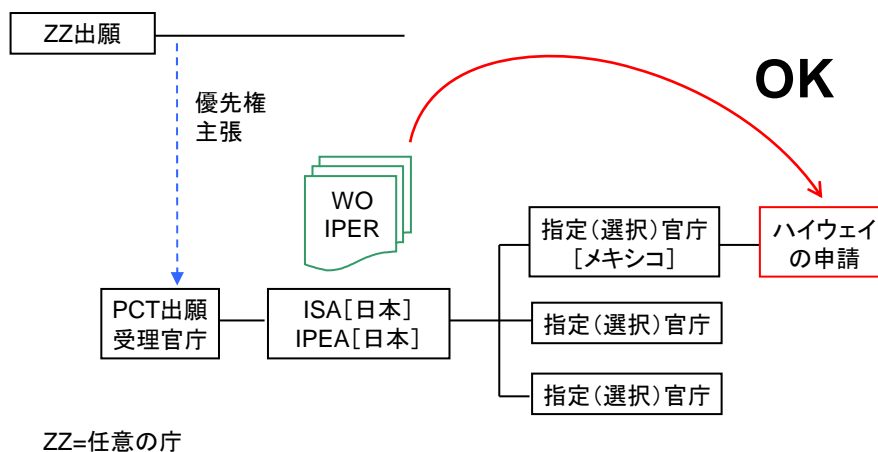 ZZ出願
OK
優先権
主張
WO
IPER
指定(選択)官庁
[メキシコ]
ハイウェイ
の申請
PCT出願
受理官庁
ISA[日本]
IPEA[日本]
指定(選択)官庁
指定(選択)官庁
ZZ=任意の庁